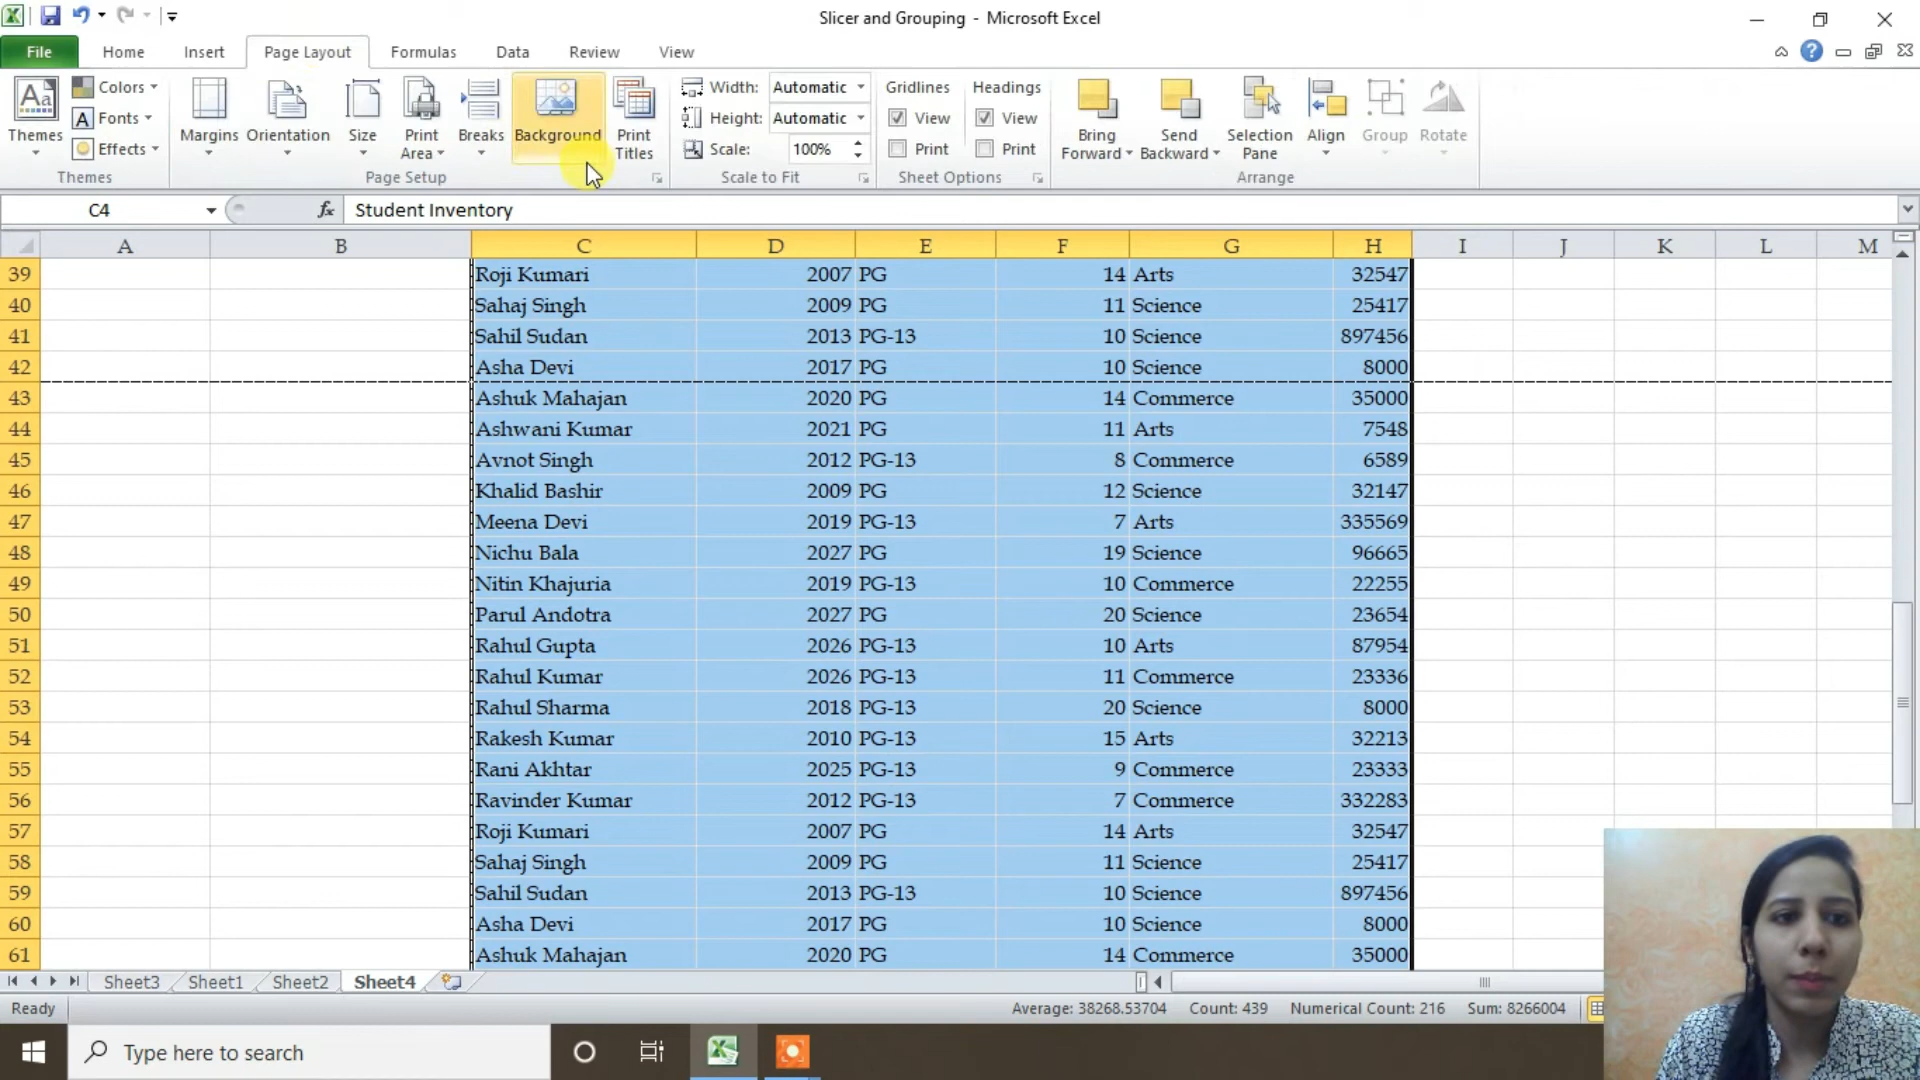 Slicer and Grouping - Microsoft Excel
File Home Insert Page Layout Formulas Data Review View
Themes Colors Fonts Effects
Themes
Margins Orientation Size Print Area Breaks Background Print Titles
Page Setup
Width: Automatic
Height: Automatic
Scale: 100%
Scale to Fit
Gridlines Headings
View View
Print Print
Sheet Options
Bring Forward Send Backward Selection Pane Align Group Rotate
Arrange
C4 fx Student Inventory
A B C D E F G H I J K L M
39 Roji Kumari 2007 PG 14 Arts 32547
40 Sahaj Singh 2009 PG 11 Science 25417
41 Sahil Sudan 2013 PG-13 10 Science 897456
42 Asha Devi 2017 PG 10 Science 8000
43 Ashuk Mahajan 2020 PG 14 Commerce 35000
44 Ashwani Kumar 2021 PG 11 Arts 7548
45 Avnot Singh 2012 PG-13 8 Commerce 6589
46 Khalid Bashir 2009 PG 12 Science 32147
47 Meena Devi 2019 PG-13 7 Arts 335569
48 Nichu Bala 2027 PG 19 Science 96665
49 Nitin Khajuria 2019 PG-13 10 Commerce 22255
50 Parul Andotra 2027 PG 20 Science 23654
51 Rahul Gupta 2026 PG-13 10 Arts 87954
52 Rahul Kumar 2026 PG-13 11 Commerce 23336
53 Rahul Sharma 2018 PG-13 20 Science 8000
54 Rakesh Kumar 2010 PG-13 15 Arts 32213
55 Rani Akhtar 2025 PG-13 9 Commerce 23333
56 Ravinder Kumar 2012 PG-13 7 Commerce 332283
57 Roji Kumari 2007 PG 14 Arts 32547
58 Sahaj Singh 2009 PG 11 Science 25417
59 Sahil Sudan 2013 PG-13 10 Science 897456
60 Asha Devi 2017 PG 10 Science 8000
61 Ashuk Mahajan 2020 PG 14 Commerce 35000
Sheet3 Sheet1 Sheet2 Sheet4
Ready Average: 38268.53704 Count: 439 Numerical Count: 216 Sum: 8266004
Type here to search